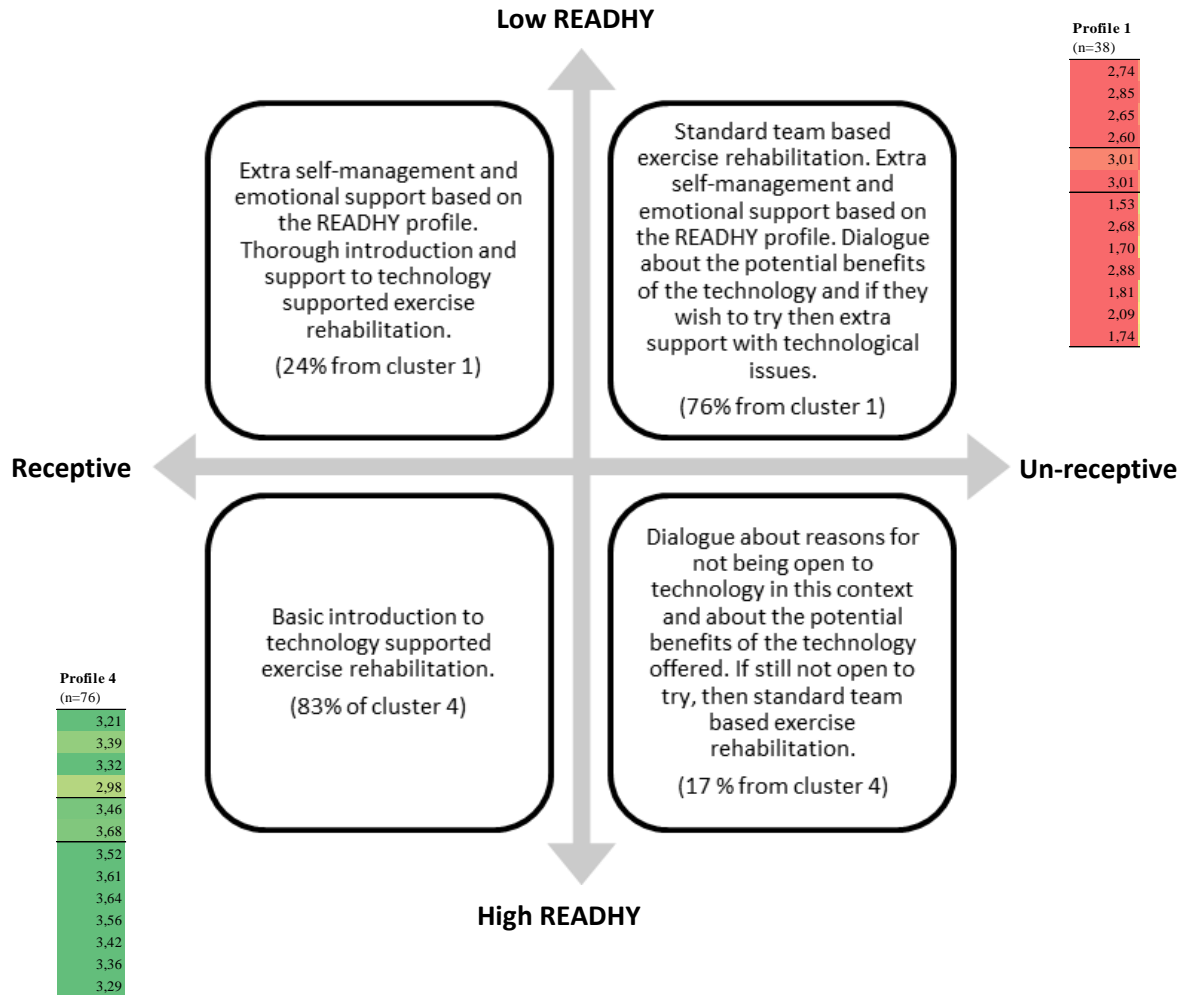 Low READHY
Profile 1
(n=38)
2,74
2,85
2,65
2,60
3,01
3,01
1,53
2,68
1,70
2,88
1,81
2,09
1,74
Extra self-management and
emotional support based on
the READHY profile.
Thorough introduction and
support to technology
supported exercise
rehabilitation.
(24% from cluster 1)
Standard team based
exercise rehabilitation. Extra
self-management and
emotional support based on
the READHY profile. Dialogue
about the potential benefits
of the technology and if they
wish to try then extra
support with technological
issues.
(76% from cluster 1)
Receptive
Un-receptive
Basic introduction to
technology supported
exercise rehabilitation.
(83% of cluster 4)
Dialogue about reasons for
not being open to
technology in this context
and about the potential
benefits of the technology
offered. If still not open to
try, then standard team
based exercise
rehabilitation.
(17 % from cluster 4)
Profile 4
(n=76)
3,21
3,39
3,32
2,98
3,46
3,68
3,52
3,61
3,64
3,56
3,42
3,36
3,29
High READHY